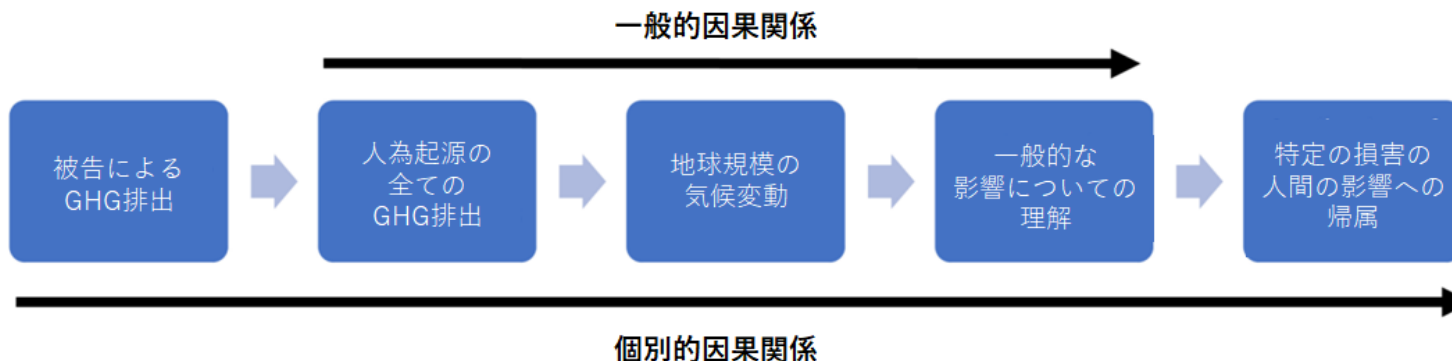 一般的因果関係
被告による
GHG排出
人為起源の
全ての
GHG排出
地球規模の
気候変動
一般的な
影響についての
理解
特定の損害の
人間の影響への
帰属
個別的因果関係